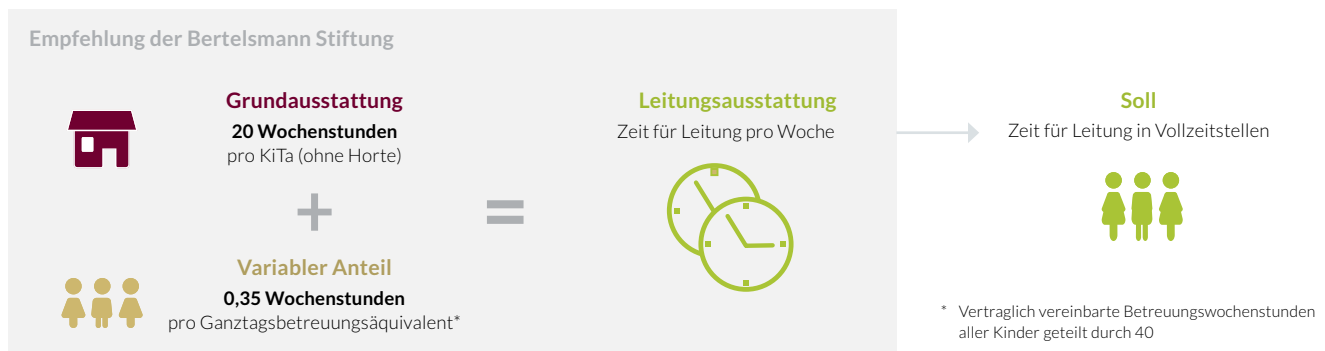 Empfehlung der Bertelsmann Stiftung
Grundausstattung
20 Wochenstunden
pro KiTa (ohne Horte)
+
Variabler Anteil
0,35 Wochenstunden
pro Ganztagsbetreuungsäquivalent*
=
Leitungsausstattung
Zeit für Leitung pro Woche
Soll
Zeit für Leitung in Vollzeitstellen
* Vertraglich vereinbarte Betreuungswochenstunden
aller Kinder geteilt durch 40